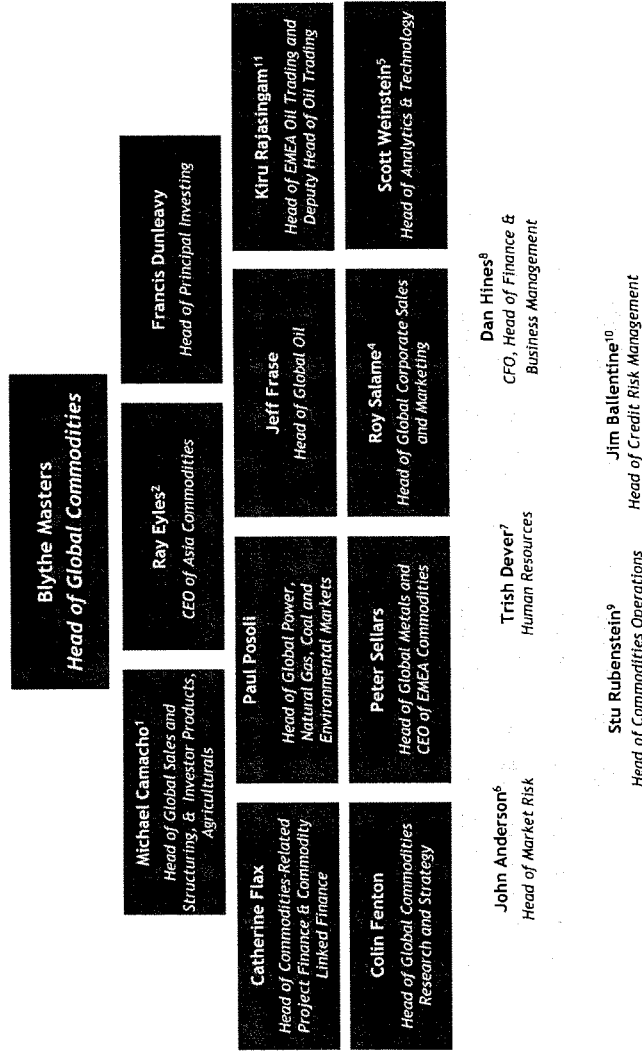 Blythe Masters
Head of Global Commodities
Michael Camacho¹
Head of Global Sales and
Structuring, & Investor Products,
Agriculturals
Ray Eyles²
CEO of Asia Commodities
Francis Dunleavy
Head of Principal Investing
Catherine Flax
Head of Commodities-Related
Project Finance & Commodity
Linked Finance
Paul Posoli
Head of Global Power,
Natural Gas, Coal and
Environmental Markets
Jeff Frase
Head of Global Oil
Kiru Rajasingam¹¹
Head of EMEA Oil Trading and
Deputy Head of Oil Trading
Colin Fenton
Head of Global Commodities
Research and Strategy
Peter Sellars
Head of Global Metals and
CEO of EMEA Commodities
Roy Salame⁴
Head of Global Corporate Sales
and Marketing
Scott Weinstein⁵
Head of Analytics & Technology
John Anderson⁶
Head of Market Risk
Trish Dever⁷
Human Resources
Dan Hines⁸
CFO, Head of Finance &
Business Management
Stu Rubenstein⁹
Head of Commodities Operations
Jim Ballentine¹⁰
Head of Credit Risk Management